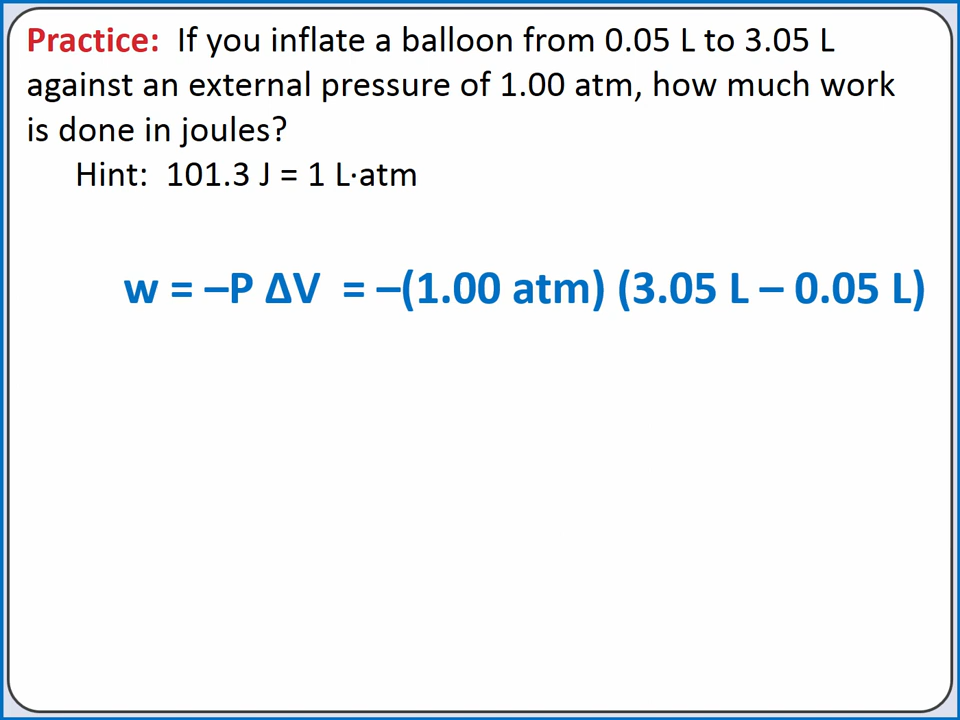 Practice: If you inflate a balloon from 0.05 L to 3.05 L
against an external pressure of 1.00 atm, how much work
is done in joules?
Hint: 101.3 J = 1 L·atm
w = –P ΔV = –(1.00 atm) (3.05 L – 0.05 L)